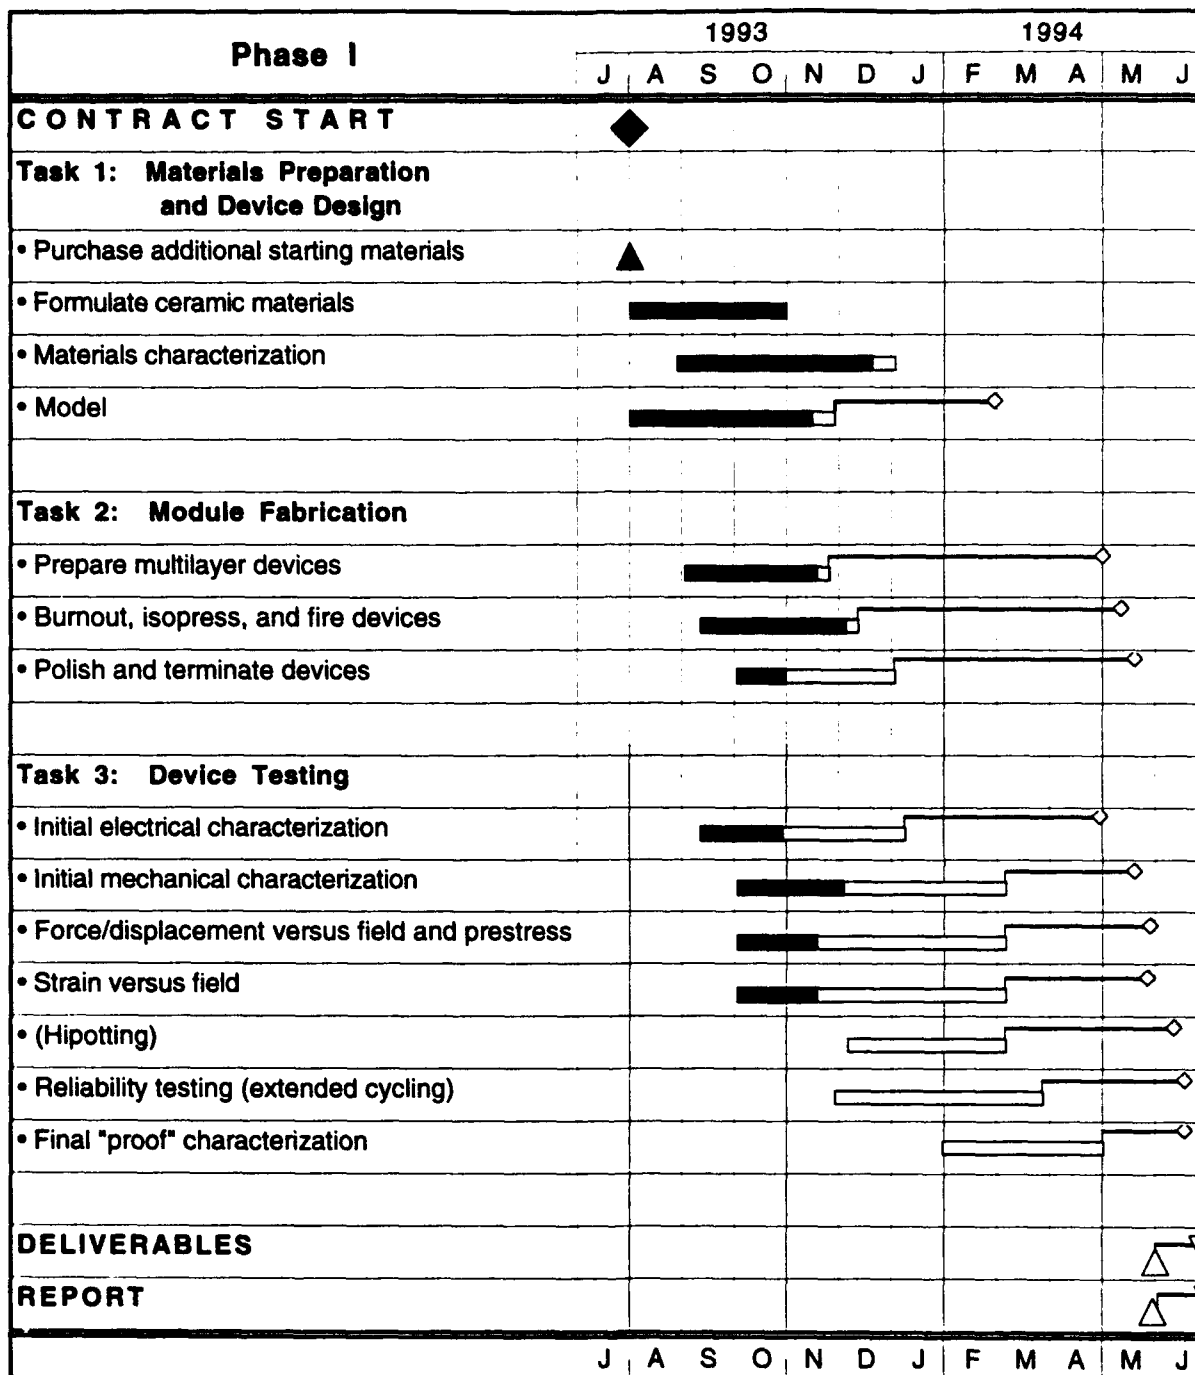 Phase I
1993 1994
J A S O N D J F M A M J
CONTRACT START
Task 1: Materials Preparation
and Device Design
• Purchase additional starting materials
• Formulate ceramic materials
• Materials characterization
• Model
Task 2: Module Fabrication
• Prepare multilayer devices
• Burnout, isopress, and fire devices
• Polish and terminate devices
Task 3: Device Testing
• Initial electrical characterization
• Initial mechanical characterization
• Force/displacement versus field and prestress
• Strain versus field
• (Hipotting)
• Reliability testing (extended cycling)
• Final "proof" characterization
DELIVERABLES
REPORT
J A S O N D J F M A M J